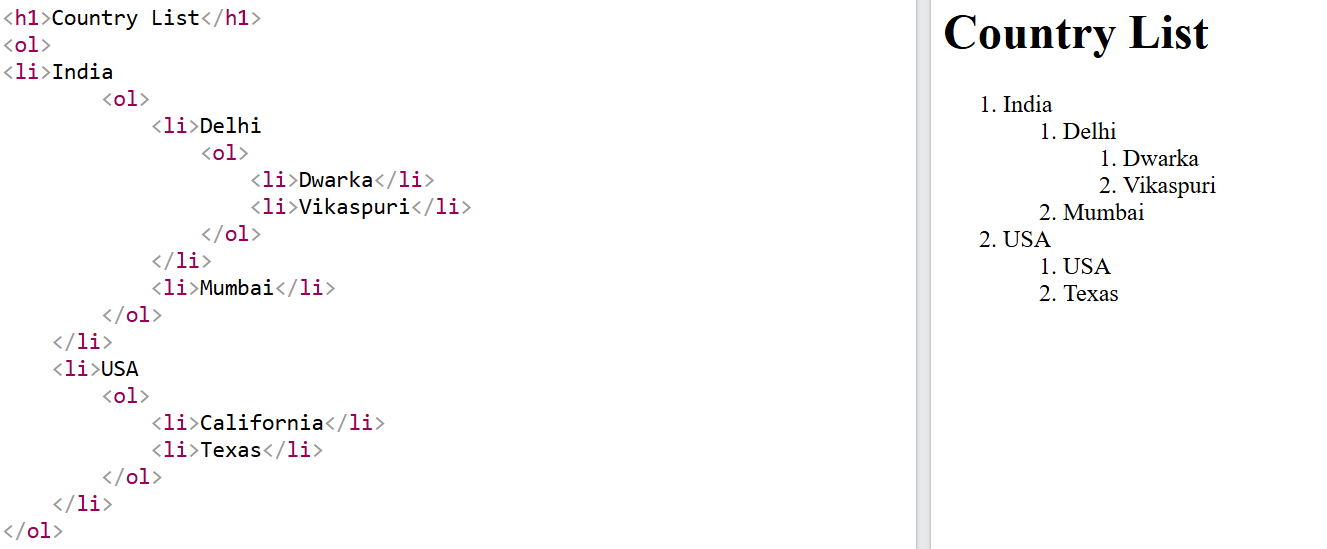 <h1>Country List</h1>
<ol>
<li>India
<ol>
<li>Delhi
<ol>
<li>Dwarka</li>
<li>Vikaspuri</li>
</ol>
</li>
<li>Mumbai</li>
</ol>
</li>
<li>USA
<ol>
<li>California</li>
<li>Texas</li>
</ol>
</li>
</ol>
Country List
1. India
1. Delhi
1. Dwarka
2. Vikaspuri
2. Mumbai
2. USA
1. USA
2. Texas